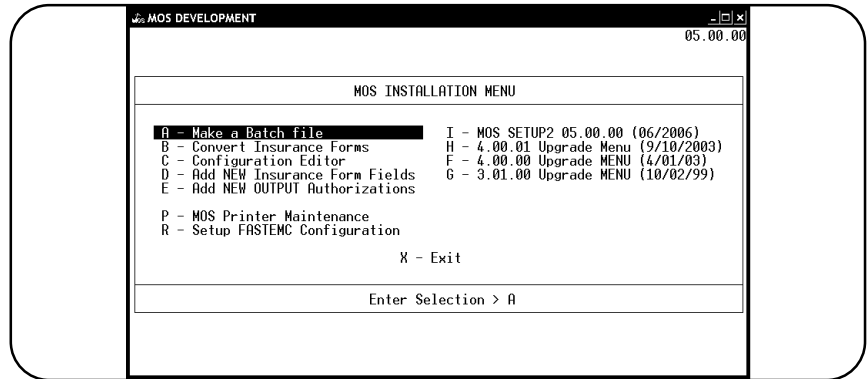 MOS MOS DEVELOPMENT
05.00.00
MOS INSTALLATION MENU
A - Make a Batch file
B - Convert Insurance Forms
C - Configuration Editor
D - Add NEW Insurance Form Fields
E - Add NEW OUTPUT Authorizations
P - MOS Printer Maintenance
R - Setup FASTEMC Configuration
I - MOS SETUP2 05.00.00 (06/2006)
H - 4.00.01 Upgrade Menu (9/10/2003)
F - 4.00.00 Upgrade MENU (4/01/03)
G - 3.01.00 Upgrade MENU (10/02/99)
X - Exit
Enter Selection > A